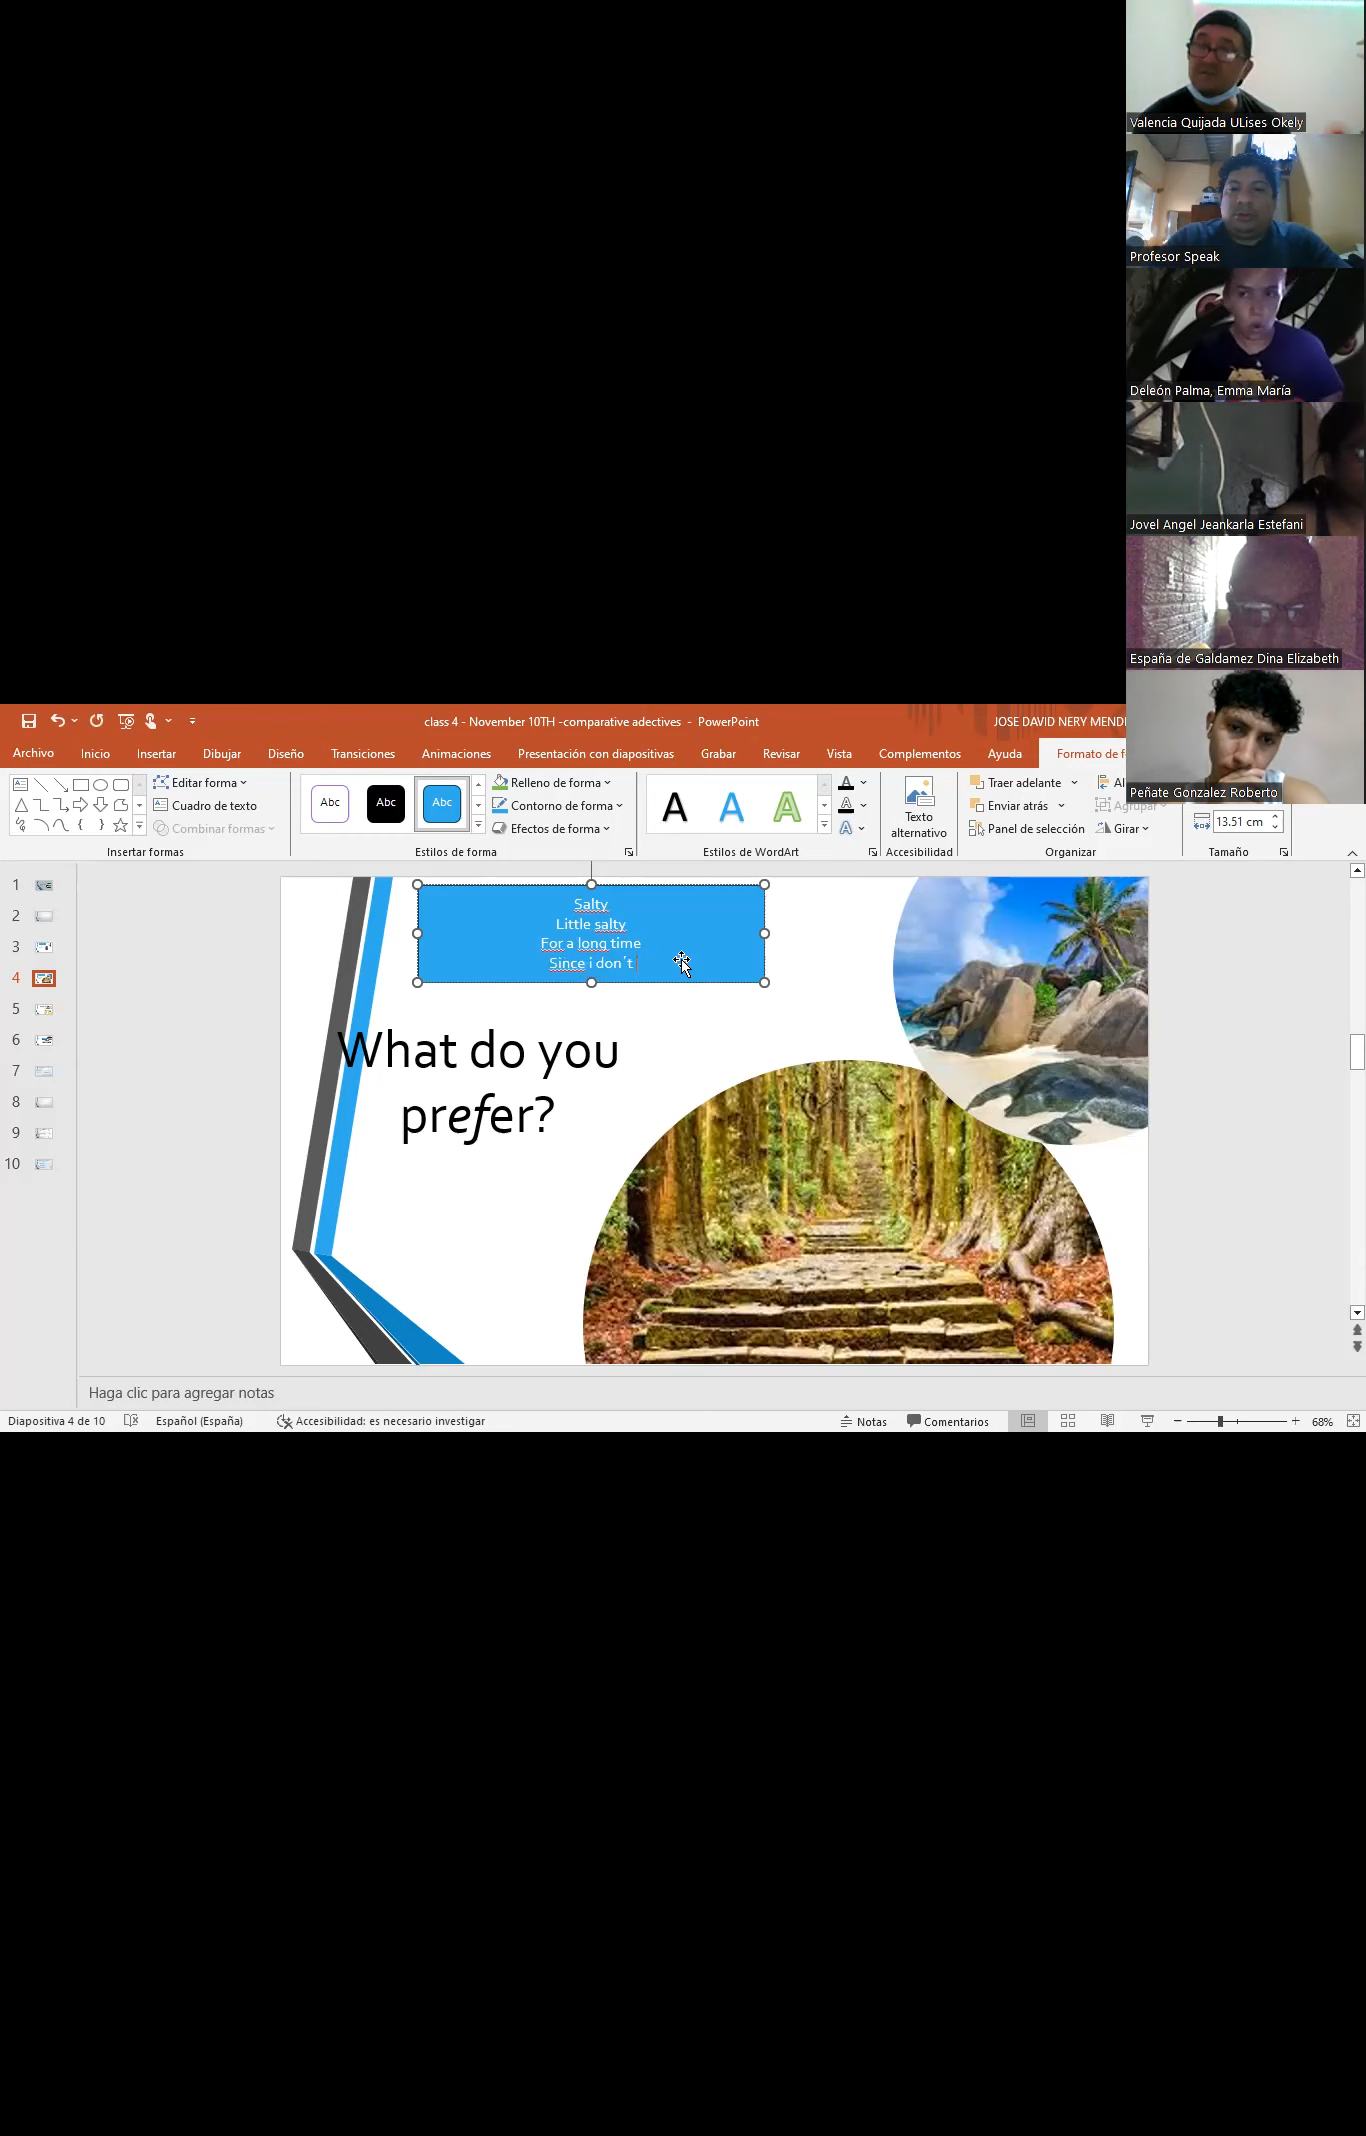 Valencia Quijada ULises Okely
Profesor Speak
Deleón Palma, Emma María
Jovel Angel Jeankarla Estefani
España de Galdamez Dina Elizabeth
Peñate Gonzalez Roberto
class 4 - November 10TH -comparative adectives - PowerPoint
JOSE DAVID NERY
Archivo Inicio Insertar Dibujar Diseño Transiciones Animaciones Presentación con diapositivas Grabar Revisar Vista Complementos Ayuda Formato de
Editar forma
Cuadro de texto
Combinar formas
Insertar formas
Abc Abc Abc
Relleno de forma
Contorno de forma
Efectos de forma
Estilos de forma
A A A
A
A
A
Estilos de WordArt
Texto
alternativo
Accesibilidad
Traer adelante
Enviar atrás
Panel de selección
Al
Agrupar
Girar
Organizar
13.51 cm
Tamaño
1
2
3
4
5
6
7
8
9
10
Salty
Little salty
For a long time
Since i don´t
What do you
prefer?
Haga clic para agregar notas
Diapositiva 4 de 10 Español (España) Accesibilidad: es necesario investigar Notas Comentarios 68%